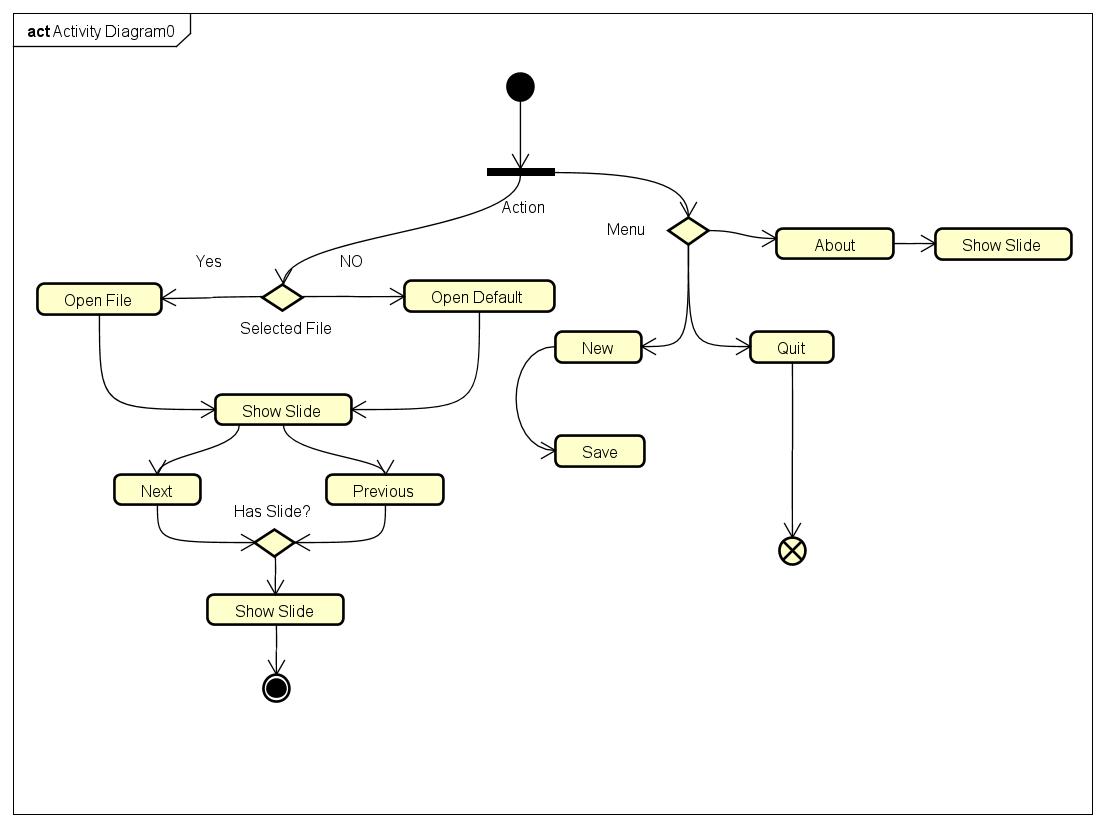 act Activity Diagram0
Action
Menu
About
Show Slide
Yes
NO
Open File
Open Default
Selected File
New
Quit
Show Slide
Save
Next
Previous
Has Slide?
Show Slide